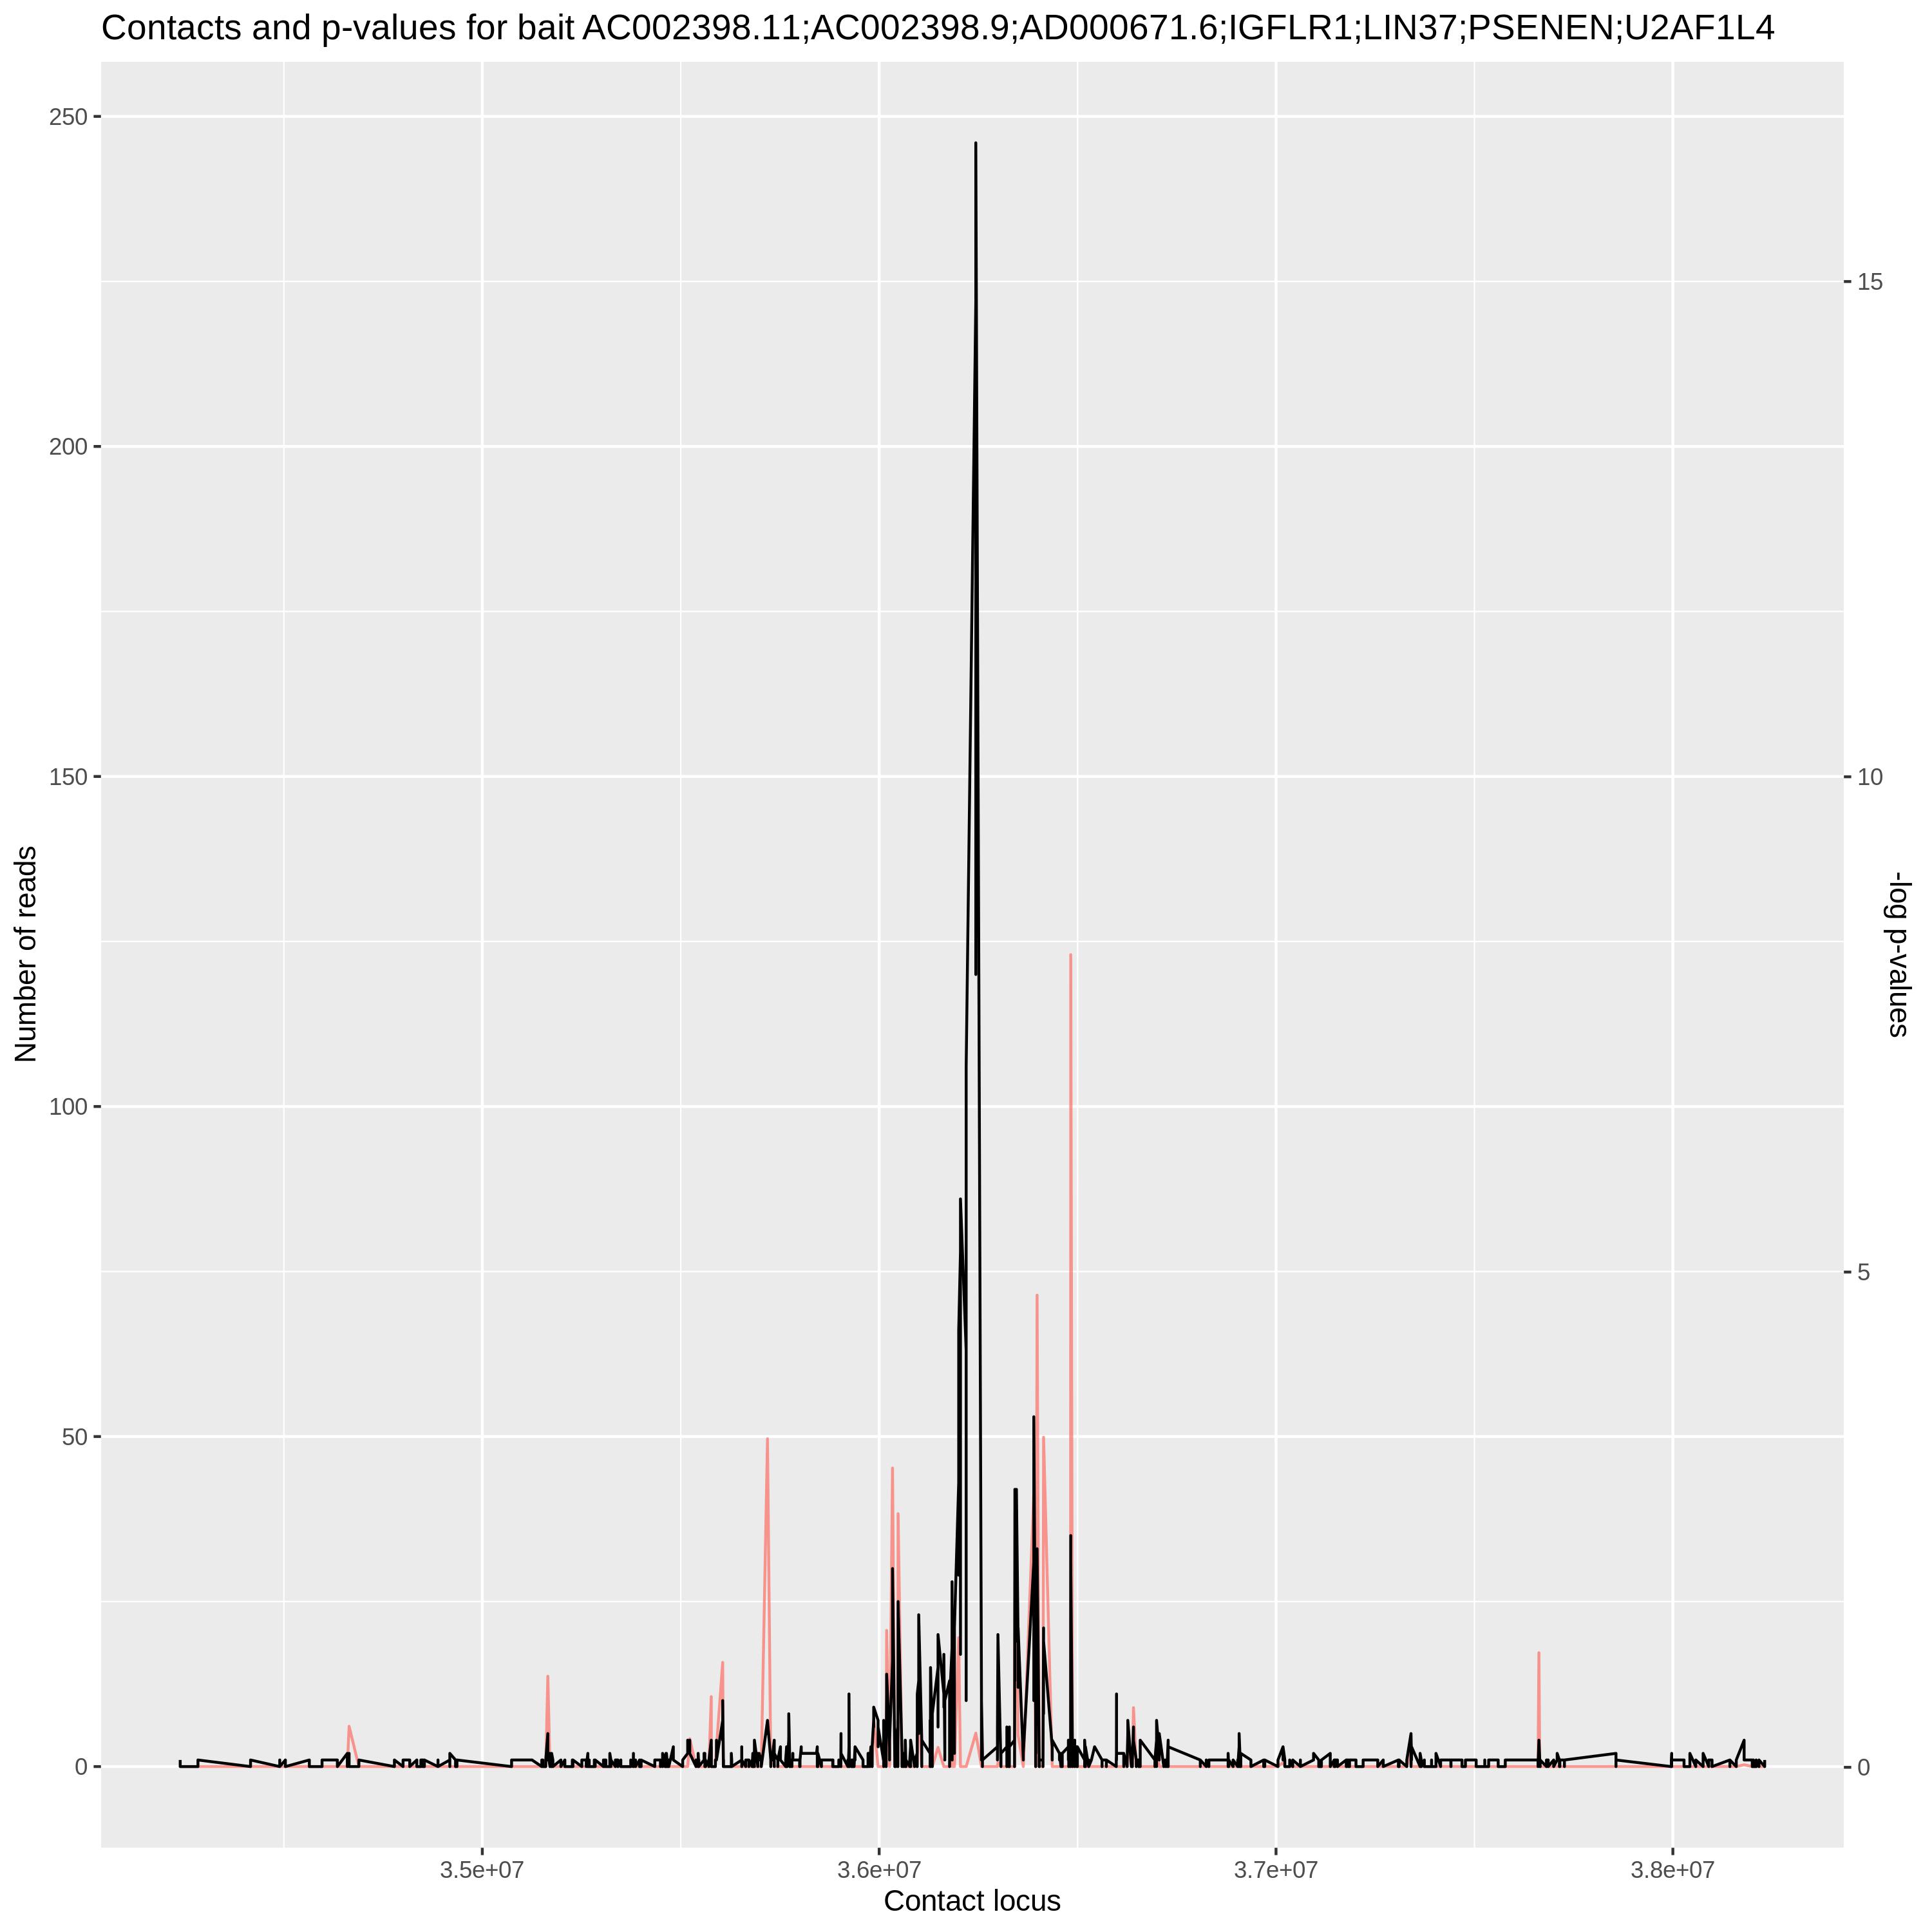 Contacts and p-values for bait AC002398.11;AC002398.9;AD000671.6;IGFLR1;LIN37;PSENEN;U2AF1L4
250
200
150
100
50
0
Number of reads
15
10
5
0
-log p-values
3.5e+07
3.6e+07
3.7e+07
3.8e+07
Contact locus